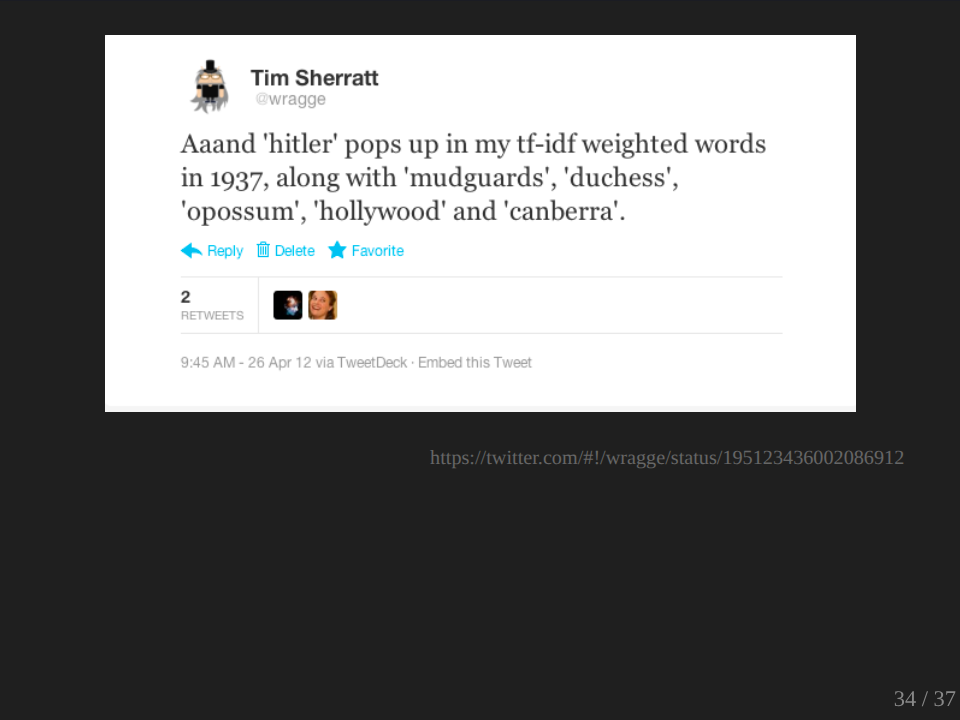 Tim Sherratt
@wragge
Aaand 'hitler' pops up in my tf-idf weighted words
in 1937, along with 'mudguards', 'duchess',
'opossum', 'hollywood' and 'canberra'.
Reply Delete Favorite
2
RETWEETS
9:45 AM - 26 Apr 12 via TweetDeck · Embed this Tweet
https://twitter.com/#!/wragge/status/195123436002086912
34 / 37